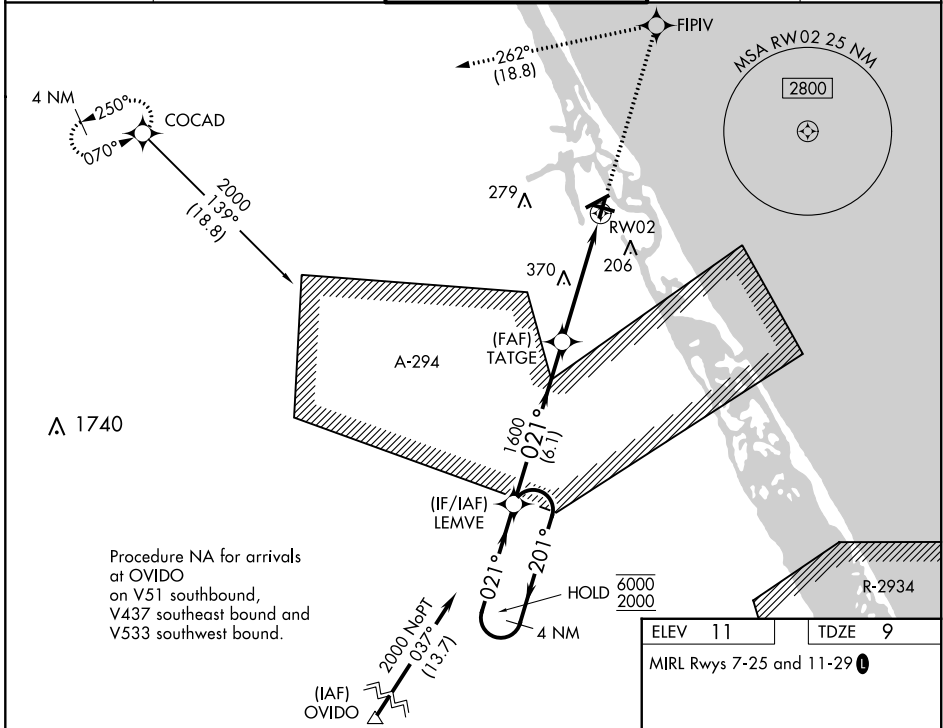 FIPIV
262°
(18.8)
MSA RW02 25 NM
2800
4 NM
250°
070°
COCAD
2000
139°
(18.8)
279
RW02
206
370
(FAF)
TATGE
A-294
1740
1600
021°
(6.1)
(IF/IAF)
LEMVE
021°
201°
HOLD 6000
2000
4 NM
R-2934
Procedure NA for arrivals
at OVIDO
on V51 southbound,
V437 southeast bound and
V533 southwest bound.
2000 NoPT
037°
(13.7)
(IAF)
OVIDO
ELEV 11 TDZE 9
MIRL Rwys 7-25 and 11-29 L